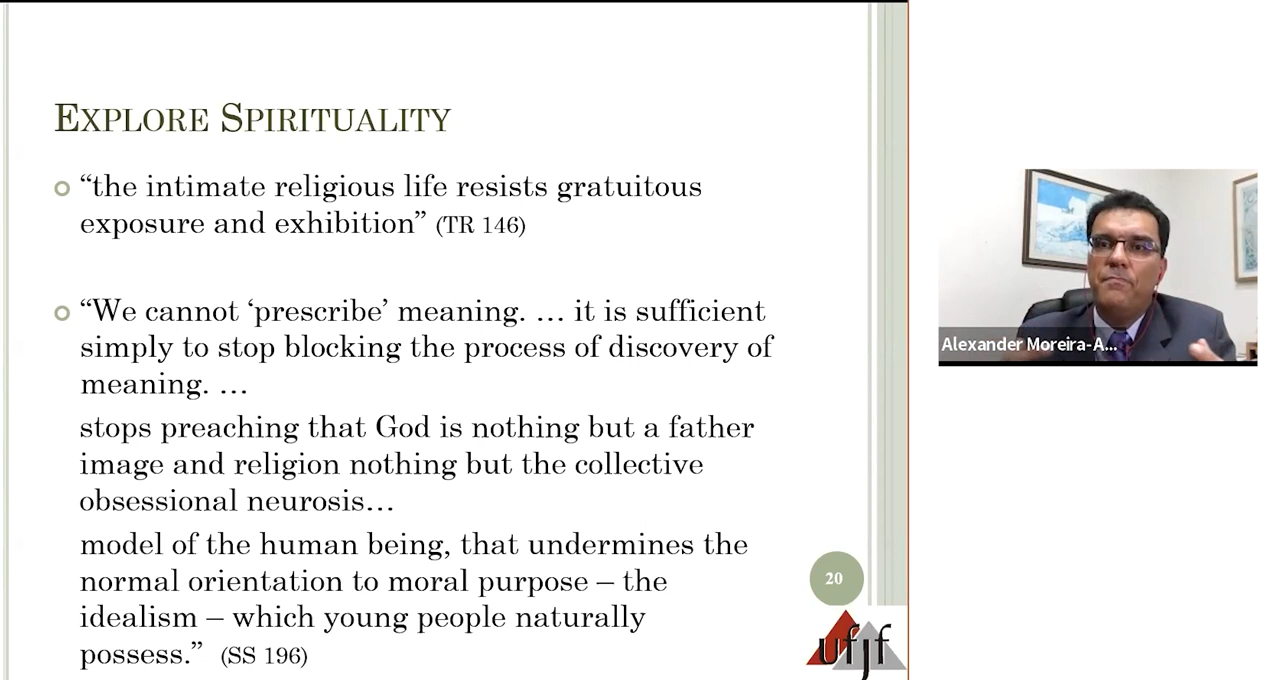 EXPLORE SPIRITUALITY
“the intimate religious life resists gratuitous
exposure and exhibition” (TR 146)
“We cannot ‘prescribe’ meaning. … it is sufficient
simply to stop blocking the process of discovery of
meaning. …
stops preaching that God is nothing but a father
image and religion nothing but the collective
obsessional neurosis…
model of the human being, that undermines the
normal orientation to moral purpose – the
idealism – which young people naturally
possess.” (SS 196)
20
ufjf
Alexander Moreira-A...